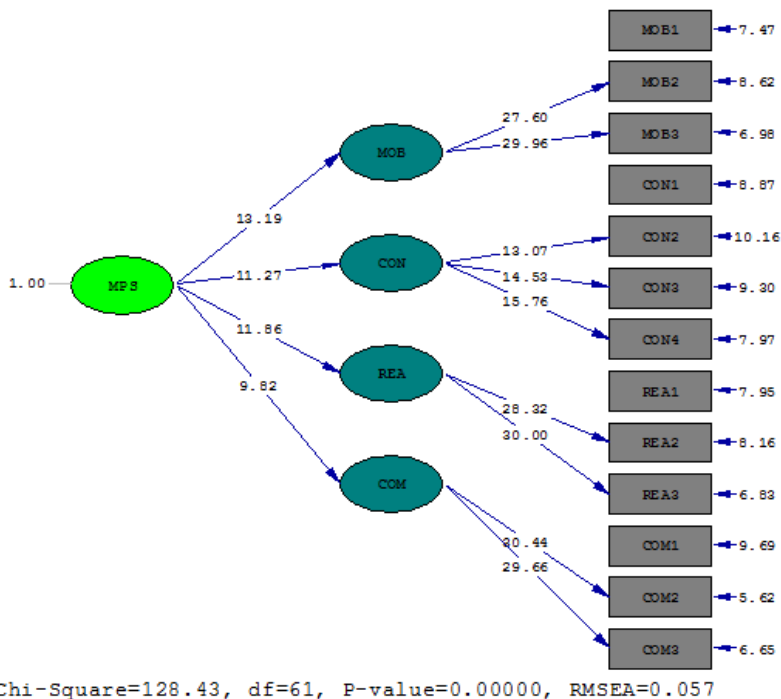 MOB1 7.47
MOB2 8.62
27.60
MOB3 6.98
29.96
MOB
CON1 8.87
13.19
CON2 10.16
13.07
CON
11.27
14.53
CON3 9.30
1.00 MPS
15.76
CON4 7.97
11.86
REA
REA1 7.95
9.82
28.32
REA2 8.16
30.00
REA3 6.83
COM
COM1 9.69
30.44
29.66
COM2 5.62
COM3 6.65
Chi-Square=128.43, df=61, P-value=0.00000, RMSEA=0.057